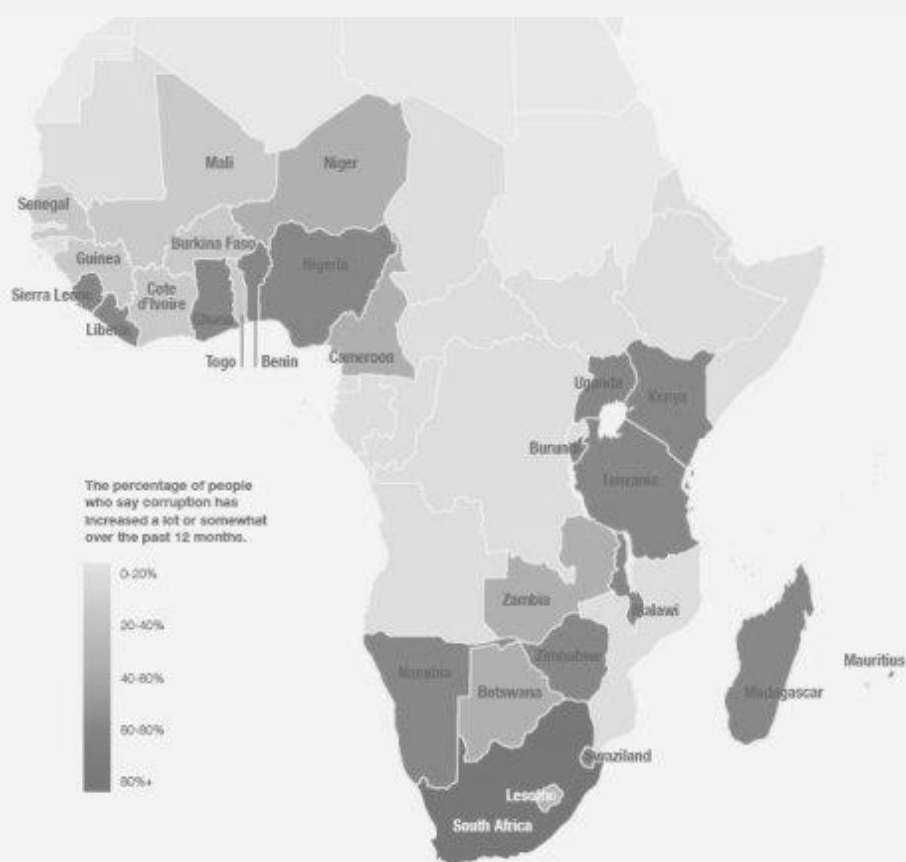 Mali
Niger
Senegal
Burkina Faso
Nigeria
Guinea
Cote
d'Ivoire
Sierra Leone
Liberia
Ghana
Togo
Benin
Cameroon
Uganda
Kenya
Burundi
Tanzania
The percentage of people
who say corruption has
increased a lot or somewhat
over the past 12 months.
0-20%
20-40%
40-60%
60-80%
80%+
Zambia
Malawi
Mauritius
Namibia
Zimbabwe
Botswana
Madagascar
Swaziland
Lesotho
South Africa